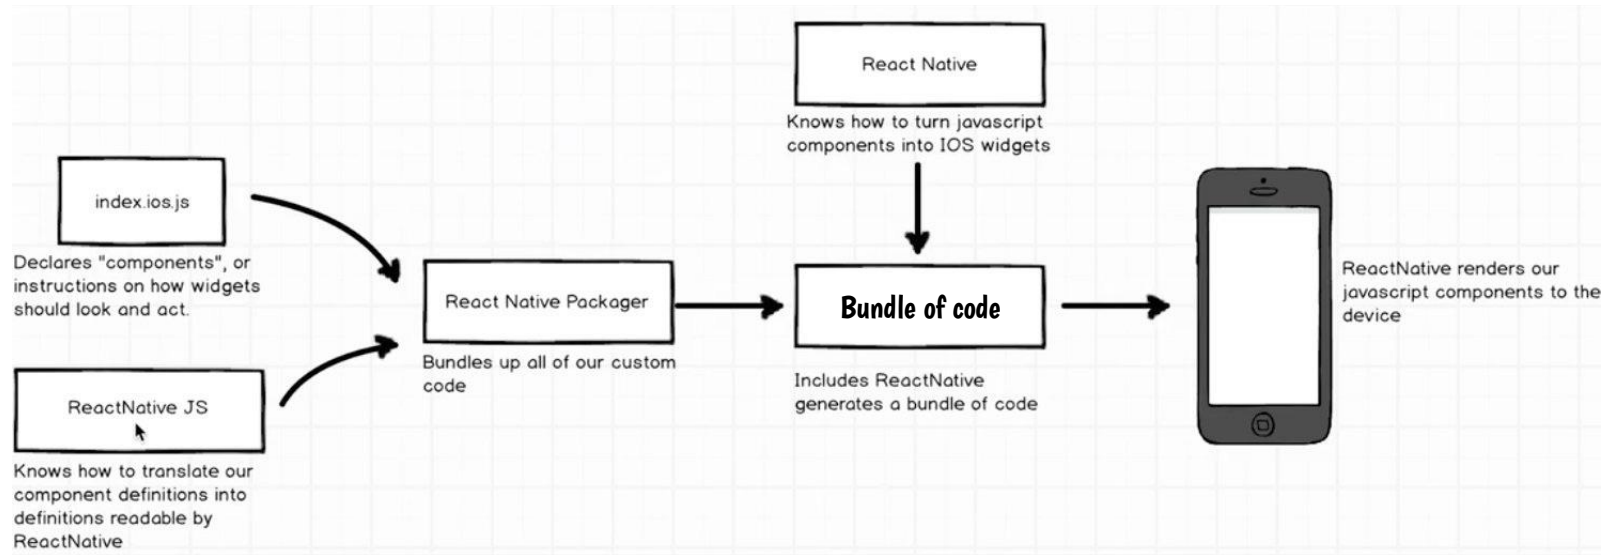 React Native
Knows how to turn javascript
components into IOS widgets
index.ios.js
Declares "components", or
instructions on how widgets
should look and act.
React Native Packager
Bundles up all of our custom
code
Bundle of code
Includes ReactNative
generates a bundle of code
ReactNative renders our
javascript components to the
device
ReactNative JS
Knows how to translate our
component definitions into
definitions readable by
ReactNative